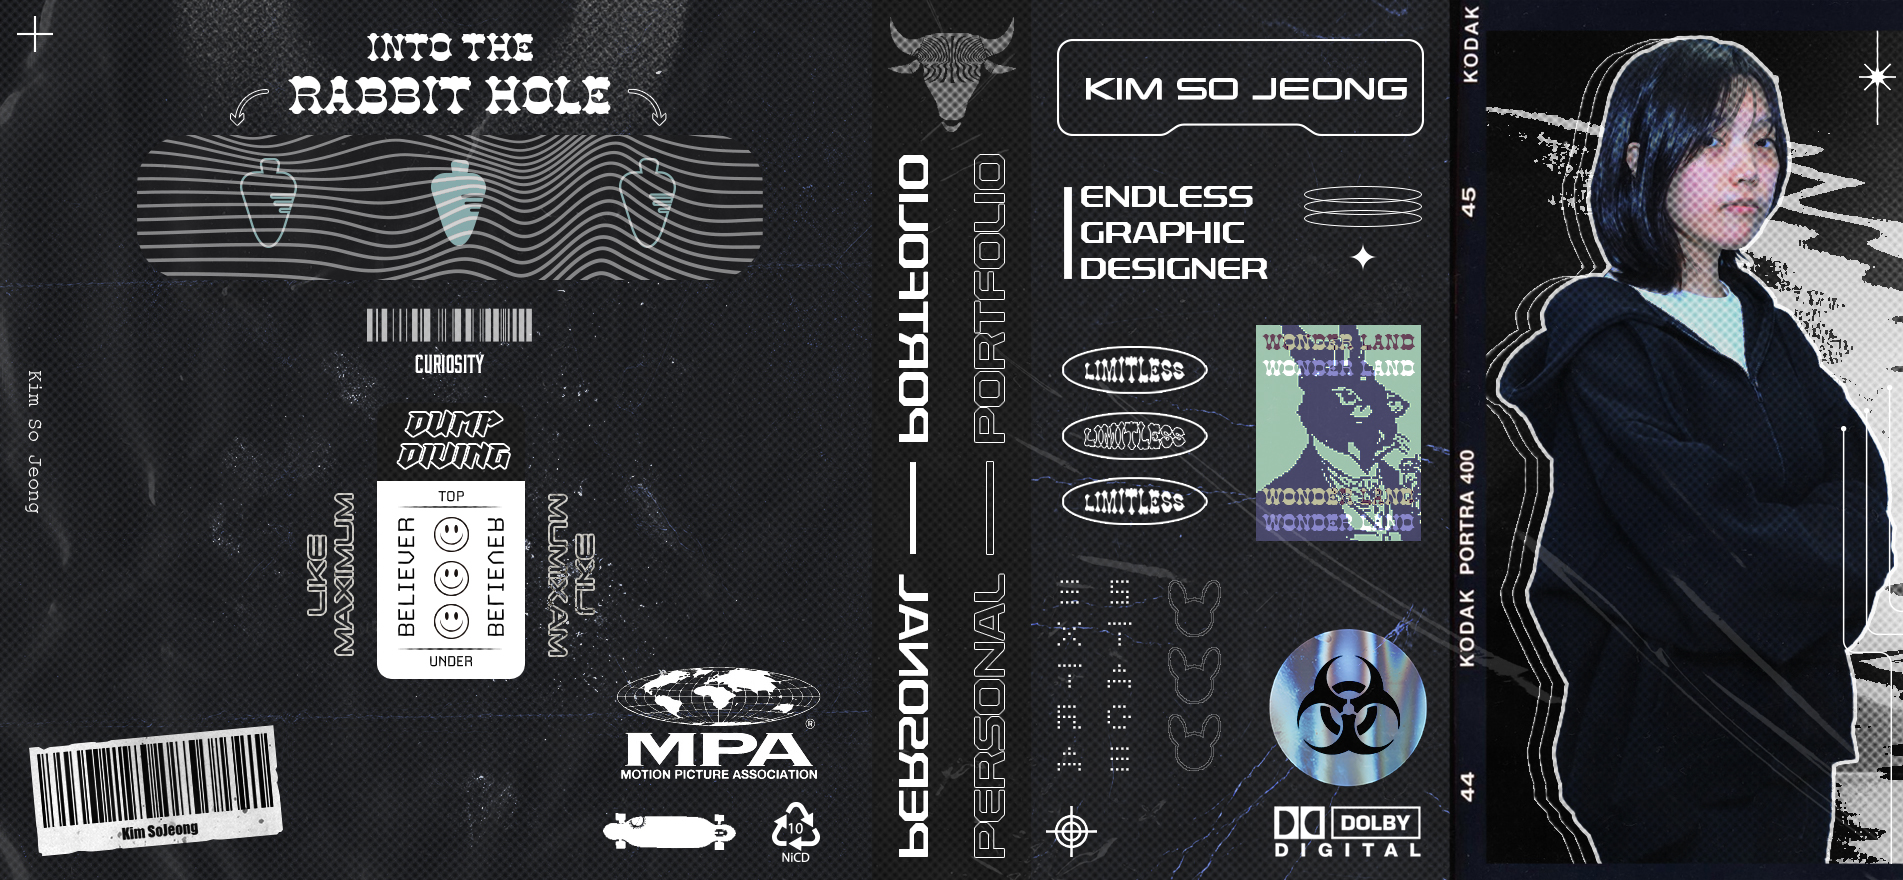 INTO THE
RABBIT HOLE
CURIOSITY
DUMP
DIVING
TOP
BELIEVER
BELIEVER
UNDER
LIKE
MAXIMUM
LIKE
MAXIMUM
Kim So Jeong
Kim SoJeong
MPA
®
MOTION PICTURE ASSOCIATION
10
NiCD
PERSONAL — PORTFOLIO
PERSONAL — PORTFOLIO
KIM SO JEONG
ENDLESS
GRAPHIC
DESIGNER
LIMITLESS
LIMITLESS
LIMITLESS
WONDER LAND
WONDER LAND
WONDER LAND
WONDER LAND
EXTRA
STAGE
DOLBY
DIGITAL
KODAK
45
KODAK PORTRA 400
44